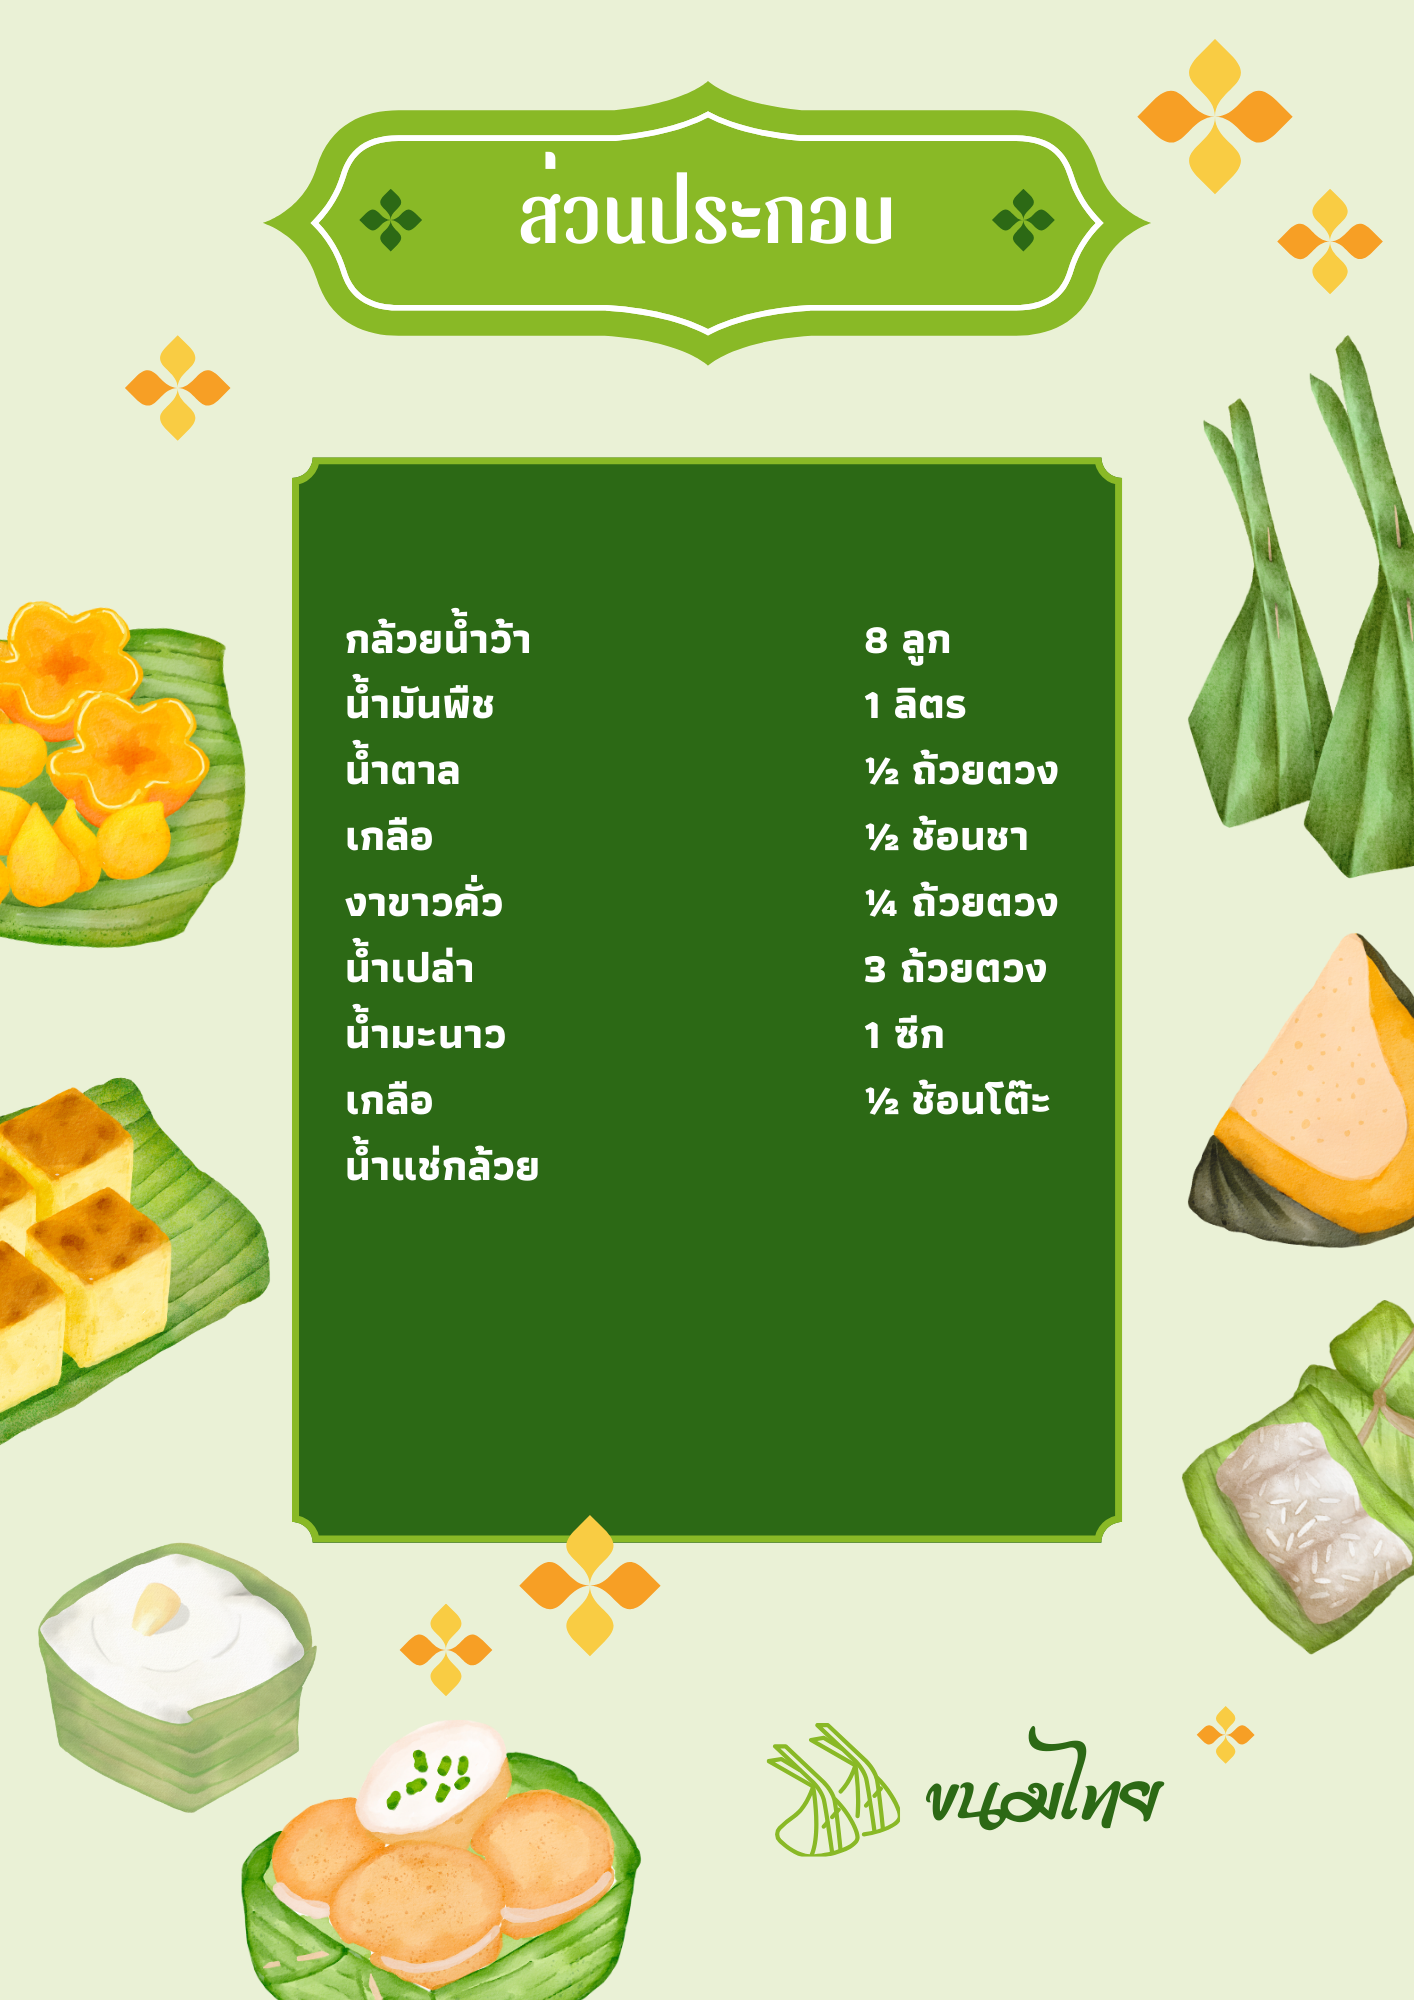 ส่วนประกอบ
กล้วยน้ำว้า 8 ลูก
น้ำมันพืช 1 ลิตร
น้ำตาล ½ ถ้วยตวง
เกลือ ½ ช้อนชา
งาขาวคั่ว ¼ ถ้วยตวง
น้ำเปล่า 3 ถ้วยตวง
น้ำมะนาว 1 ซีก
เกลือ ½ ช้อนโต๊ะ
น้ำแช่กล้วย
ขนมไทย